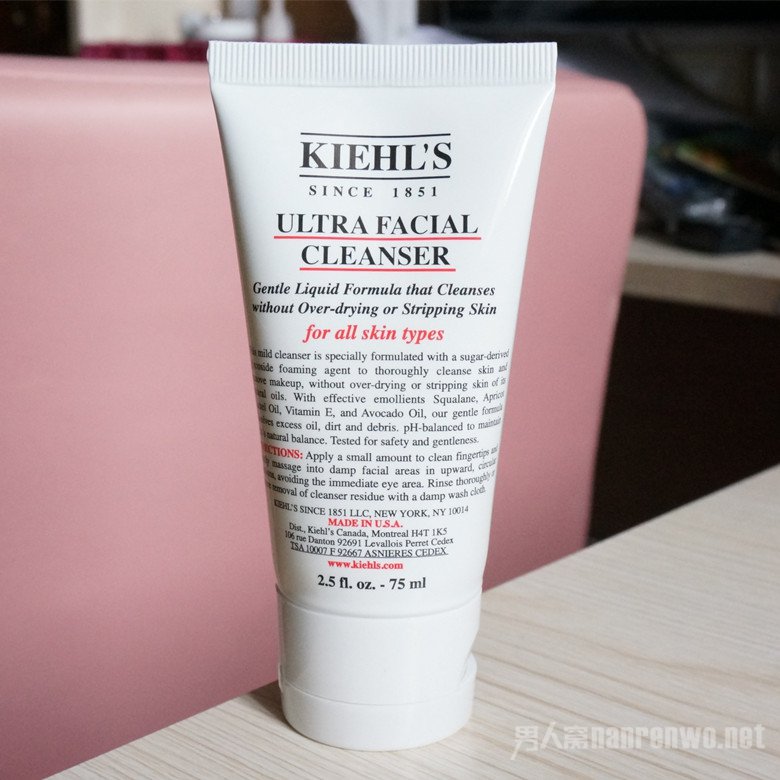 KIEHL'S
SINCE 1851
ULTRA FACIAL
CLEANSER
Gentle Liquid Formula that Cleanses
without Over-drying or Stripping Skin
for all skin types
mild cleanser is specially formulated with a sugar-derived
foaming agent to thoroughly cleanse skin and
makeup, without over-drying or stripping skin of its
oils. With effective emollients Squalane, Apricot
Oil, Vitamin E, and Avocado Oil, our gentle formula
excess oil, dirt and debris. pH-balanced to maintain
natural balance. Tested for safety and gentleness.
Apply a small amount to clean fingertips and
massage into damp facial areas in upward, circular
avoiding the immediate eye area. Rinse thoroughly or
removal of cleanser residue with a damp wash cloth.
KIEHL'S SINCE 1851 LLC, NEW YORK, NY 10014
MADE IN U.S.A.
Dist., Kiehl's Canada, Montreal H4T 1K5
106 rue Danton 92691 Levallois Perret Cedex
TSA 10007 F 92667 ASNIERES CEDEX
www.kiehls.com
2.5 fl. oz. - 75 ml
男人窝nanrenwo.net